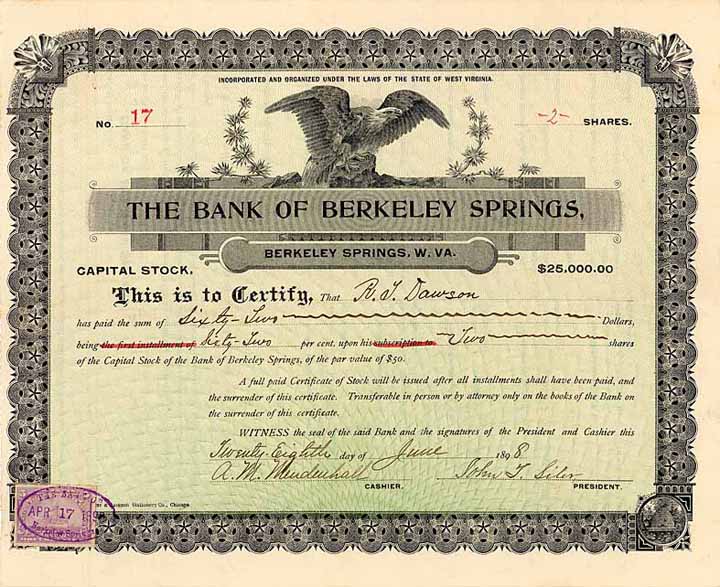 INCORPORATED AND ORGANIZED UNDER THE LAWS OF THE STATE OF WEST VIRGINIA.
No. 17 -2- SHARES.
THE BANK OF BERKELEY SPRINGS,
BERKELEY SPRINGS, W. VA.
CAPITAL STOCK, $25,000.00
This is to Certify, That R. T. Dawson
has paid the sum of Sixty-Two Dollars,
being the first installment of Sixty-Two per cent. upon his subscription to Two shares
of the Capital Stock of the Bank of Berkeley Springs, of the par value of $50.
A full paid Certificate of Stock will be issued after all installments shall have been paid, and
the surrender of this certificate. Transferable in person or by attorney only on the books of the Bank on
the surrender of this certificate.
WITNESS the seal of the said Bank and the signatures of the President and Cashier this
Twenty-Eighth day of June 1898
A. M. Mendenhall John T. Siler
CASHIER. PRESIDENT.
Stationery Co., Chicago
APR 17